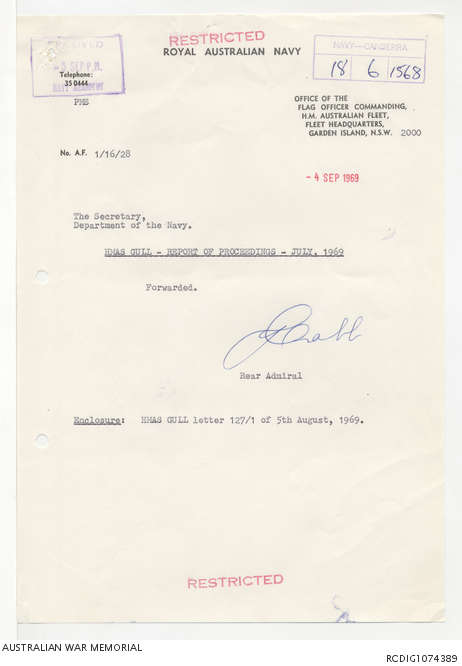 RESTRICTED
ROYAL AUSTRALIAN NAVY
NAVY—CANBERRA
18 6 1568
SEP P.M.
Telephone:
35 0444
PMS
OFFICE OF THE
FLAG OFFICER COMMANDING,
H.M. AUSTRALIAN FLEET,
FLEET HEADQUARTERS,
GARDEN ISLAND, N.S.W. 2000
No. A.F. 1/16/28
- 4 SEP 1969
The Secretary,
Department of the Navy.
HMAS GULL - REPORT OF PROCEEDINGS - JULY, 1969
Forwarded.
Rear Admiral
Enclosure: HMAS GULL letter 127/1 of 5th August, 1969.
RESTRICTED
AUSTRALIAN WAR MEMORIAL
RCDIG1074389